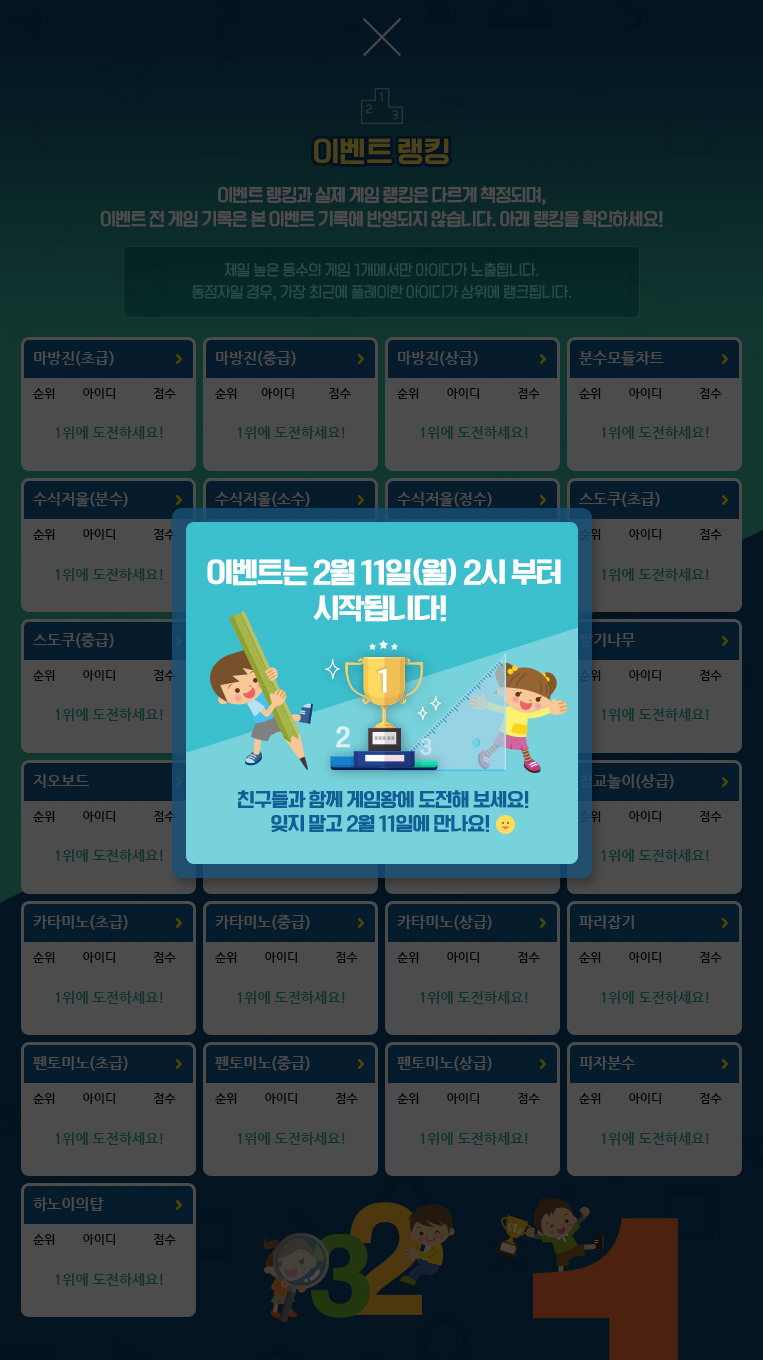 1
2
3
이벤트 랭킹
이벤트 랭킹과 실제 게임 랭킹은 다르게 책정되며,
이벤트 전 게임 기록은 본 이벤트 기록에 반영되지 않습니다. 아래 랭킹을 확인하세요!
제일 높은 등수의 게임 1개에서만 아이디가 노출됩니다.
동점자일 경우, 가장 최근에 플레이한 아이디가 상위에 랭크됩니다.
마방진(초급) 마방진(중급) 마방진(상급) 분수모듈차트
순위 아이디 점수 순위 아이디 점수 순위 아이디 점수 순위 아이디 점수
1위에 도전하세요! 1위에 도전하세요! 1위에 도전하세요! 1위에 도전하세요!
수식저울(분수) 수식저울(소수) 수식저울(정수) 스도쿠(초급)
순위 아이디 점수 아이디 점수
1위에 도전하세요! 1위에 도전하세요!
이벤트는 2월 11일(월) 2시 부터
시작됩니다!
1
2
3
친구들과 함께 게임왕에 도전해 보세요!
잊지 말고 2월 11일에 만나요!
스도쿠(중급)
순위 아이디 아이디 점수
1위에 도전하세요! 1위에 도전하세요!
지오보드 교놀이(상급)
순위 아이디 아이디 점수
1위에 도전하세요! 1위에 도전하세요!
카타미노(초급) 카타미노(중급) 카타미노(상급) 파리잡기
순위 아이디 점수 순위 아이디 점수 순위 아이디 점수 순위 아이디 점수
1위에 도전하세요! 1위에 도전하세요! 1위에 도전하세요! 1위에 도전하세요!
펜토미노(초급) 펜토미노(중급) 펜토미노(상급) 피자분수
순위 아이디 점수 순위 아이디 점수 순위 아이디 점수 순위 아이디 점수
1위에 도전하세요! 1위에 도전하세요! 1위에 도전하세요! 1위에 도전하세요!
하노이의탑
순위 아이디 점수
1위에 도전하세요!
3 2 1